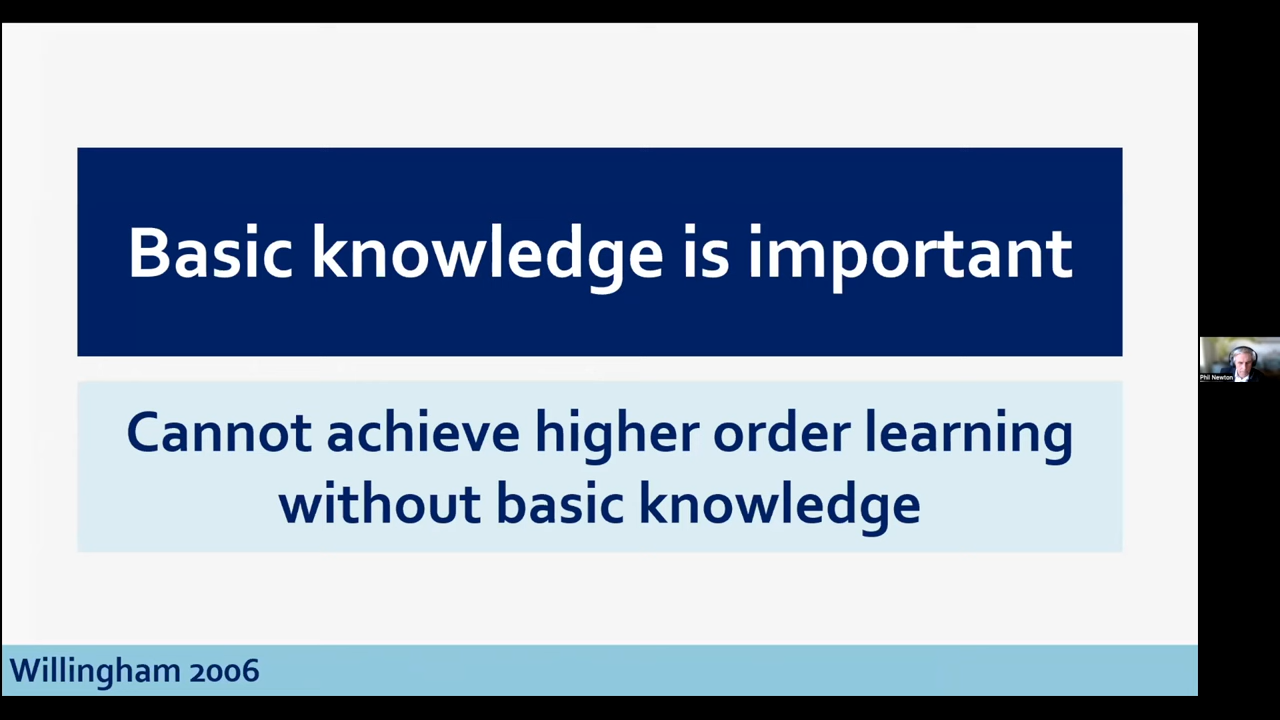 Basic knowledge is important
Cannot achieve higher order learning
without basic knowledge
Phil Newton
Willingham 2006